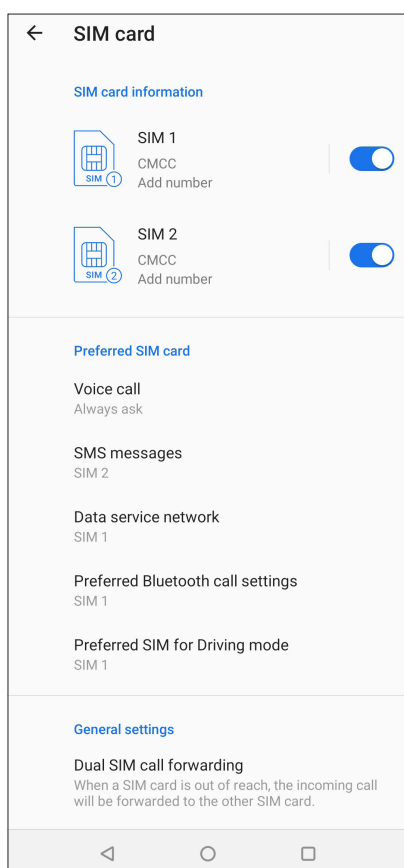 SIM card
SIM card information
SIM 1
CMCC
Add number
SIM 1
SIM 2
CMCC
Add number
SIM 2
Preferred SIM card
Voice call
Always ask
SMS messages
SIM 2
Data service network
SIM 1
Preferred Bluetooth call settings
SIM 1
Preferred SIM for Driving mode
SIM 1
General settings
Dual SIM call forwarding
When a SIM card is out of reach, the incoming call
will be forwarded to the other SIM card.